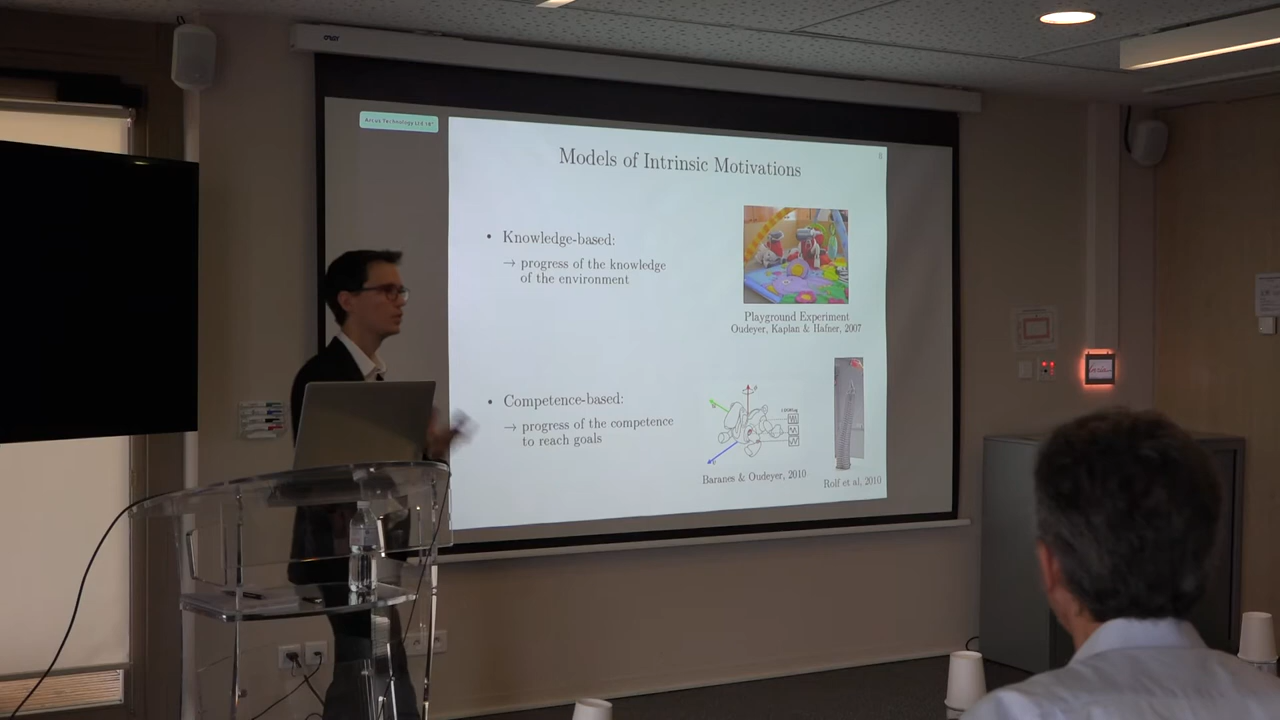 Models of Intrinsic Motivations
• Knowledge-based:
→ progress of the knowledge
of the environment
Playground Experiment
Oudeyer, Kaplan & Hafner, 2007
• Competence-based:
→ progress of the competence
to reach goals
Baranes & Oudeyer, 2010
Rolf et al, 2010